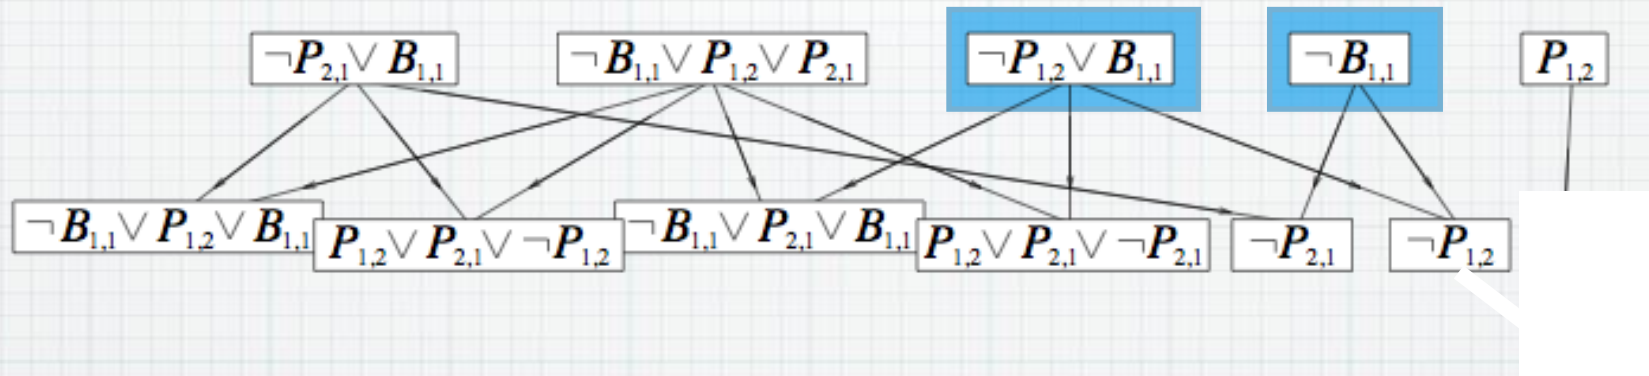 ¬P2,1 ∨ B1,1 ¬B1,1 ∨ P1,2 ∨ P2,1 ¬P1,2 ∨ B1,1 ¬B1,1 P1,2
¬B1,1 ∨ P1,2 ∨ B1,1 P1,2 ∨ P2,1 ∨ ¬P1,2 ¬B1,1 ∨ P2,1 ∨ B1,1 P1,2 ∨ P2,1 ∨ ¬P2,1 ¬P2,1 ¬P1,2